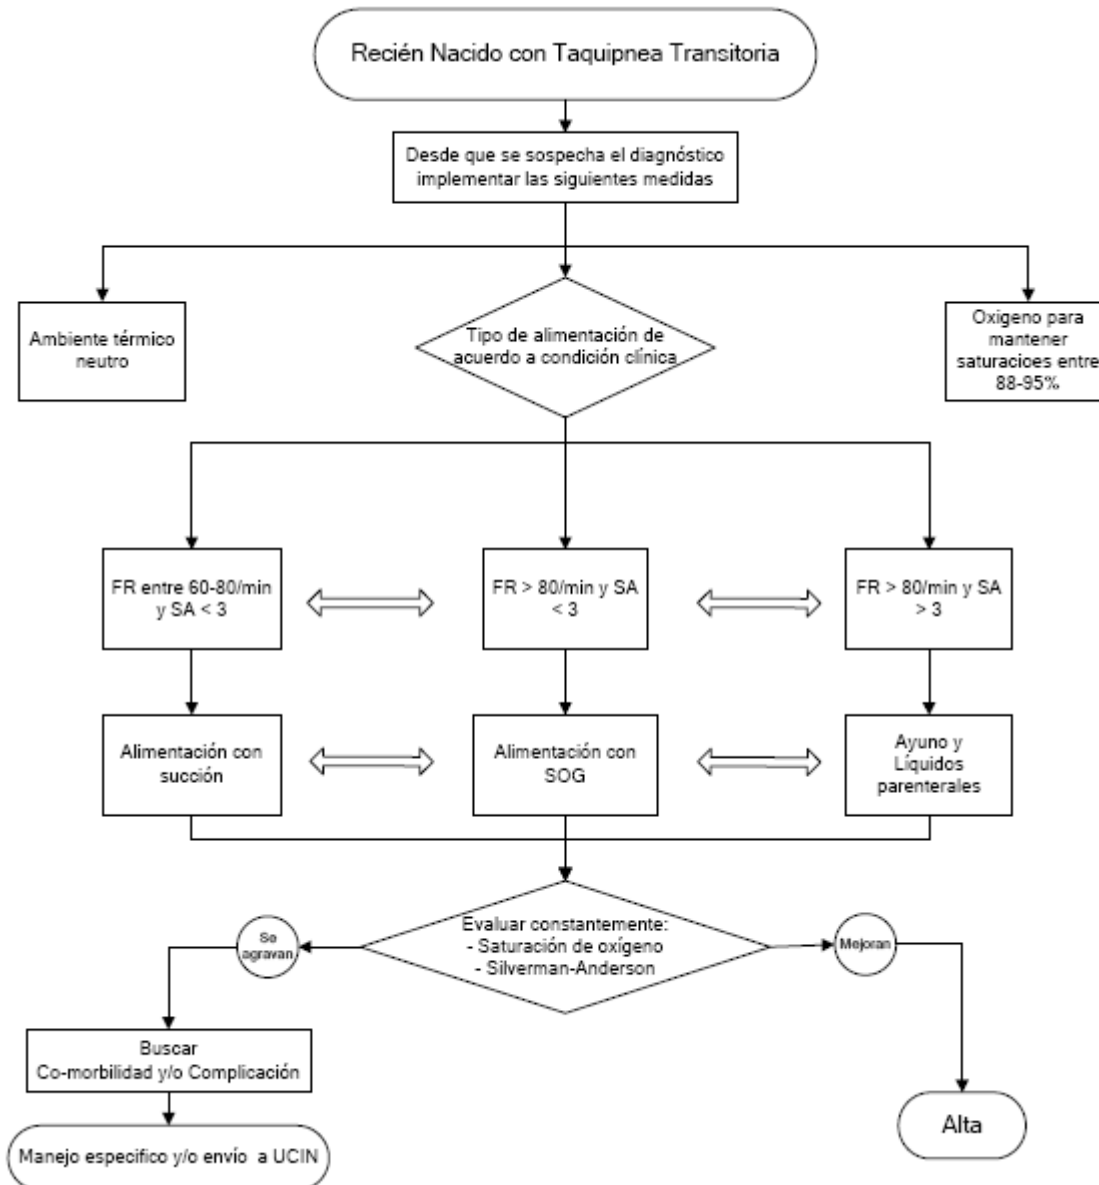 Recién Nacido con Taquipnea Transitoria
Desde que se sospecha el diagnóstico
implementar las siguientes medidas
Ambiente térmico
neutro
Tipo de alimentación de
acuerdo a condición clínica
Oxigeno para
mantener
saturacioes entre
88-95%
FR entre 60-80/min
y SA < 3
FR > 80/min y SA
< 3
FR > 80/min y SA
> 3
Alimentación con
succión
Alimentación con
SOG
Ayuno y
Líquidos
parenterales
Evaluar constantemente:
- Saturación de oxígeno
- Silverman-Anderson
Se
agravan
Mejoran
Buscar
Co-morbilidad y/o Complicación
Manejo especifico y/o envío a UCIN
Alta